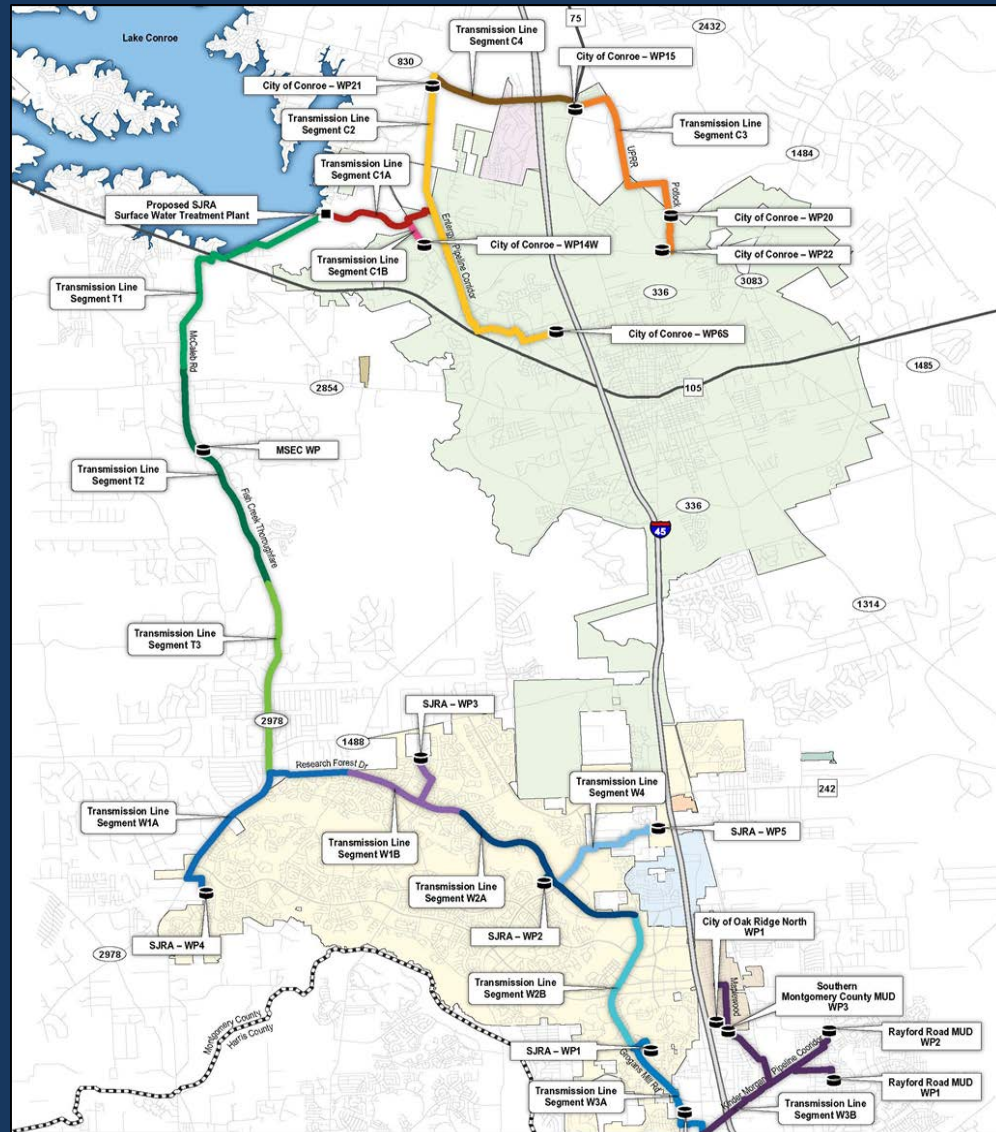 Lake Conroe
75
2432
Transmission Line
Segment C4
830
City of Conroe – WP15
City of Conroe – WP21
Transmission Line
Segment C2
Transmission Line
Segment C3
UPRR
1484
Transmission Line
Segment C1A
Pollock
Proposed SJRA
Surface Water Treatment Plant
City of Conroe – WP20
Entergy Pipeline Corridor
City of Conroe – WP14W
City of Conroe – WP22
Transmission Line
Segment C1B
3083
Transmission Line
Segment T1
336
City of Conroe – WP6S
McCaleb Rd
1485
2854
105
MSEC WP
Transmission Line
Segment T2
Fish Creek Thoroughfare
336
45
1314
Transmission Line
Segment T3
SJRA – WP3
2978
1488
Research Forest Dr
Transmission Line
Segment W4
242
Transmission Line
Segment W1A
SJRA – WP5
Transmission Line
Segment W1B
Transmission Line
Segment W2A
City of Oak Ridge North
WP1
SJRA – WP4
SJRA – WP2
2978
Maplewood
Southern
Montgomery County MUD
WP3
Transmission Line
Segment W2B
Montgomery County
Harris County
Rayford Road MUD
WP2
SJRA – WP1
Grogans Mill Rd
Kinder Morgan Pipeline Cooridor
Rayford Road MUD
WP1
Transmission Line
Segment W3A
Transmission Line
Segment W3B